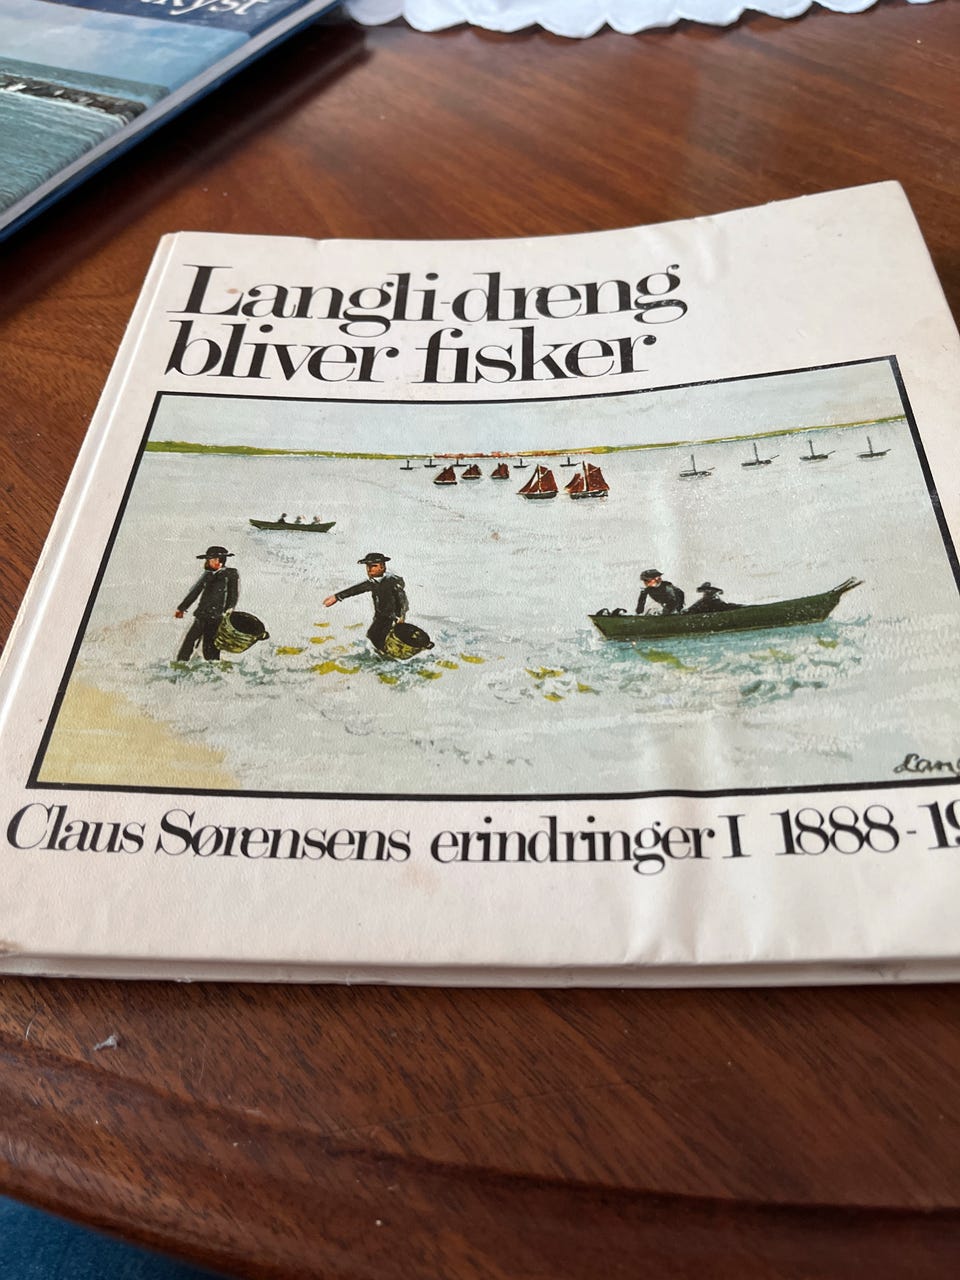 Langli-dreng
bliver fisker
Claus Sørensens erindringer I 1888-19